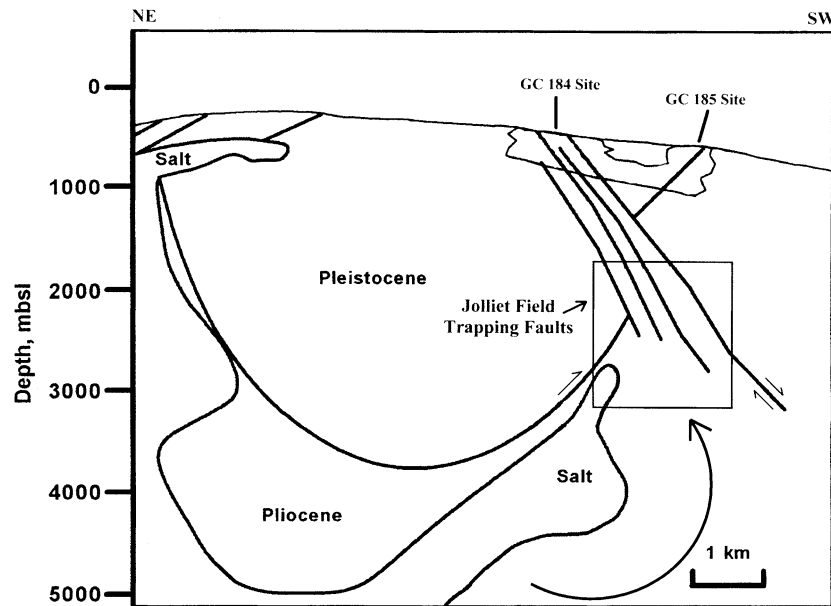 NE
SW
0
GC 184 Site
GC 185 Site
Salt
1000
Pleistocene
2000
Jolliet Field
Trapping Faults
Depth, mbsl
3000
4000
Salt
Pliocene
1 km
5000